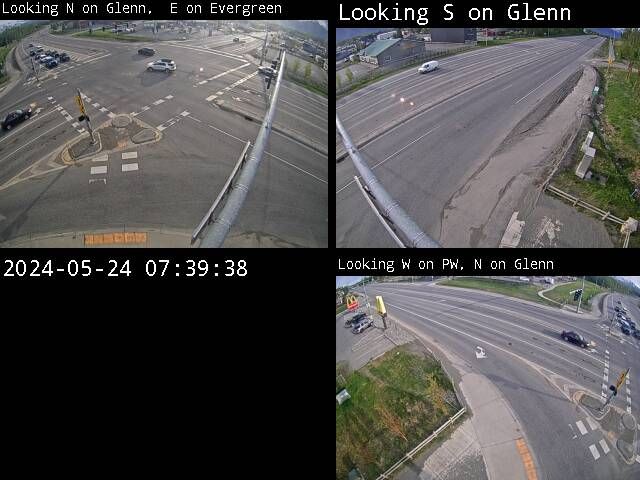 Looking N on Glenn,  E on Evergreen
Looking S on Glenn
2024-05-24 07:39:38
Looking W on PW, N on Glenn